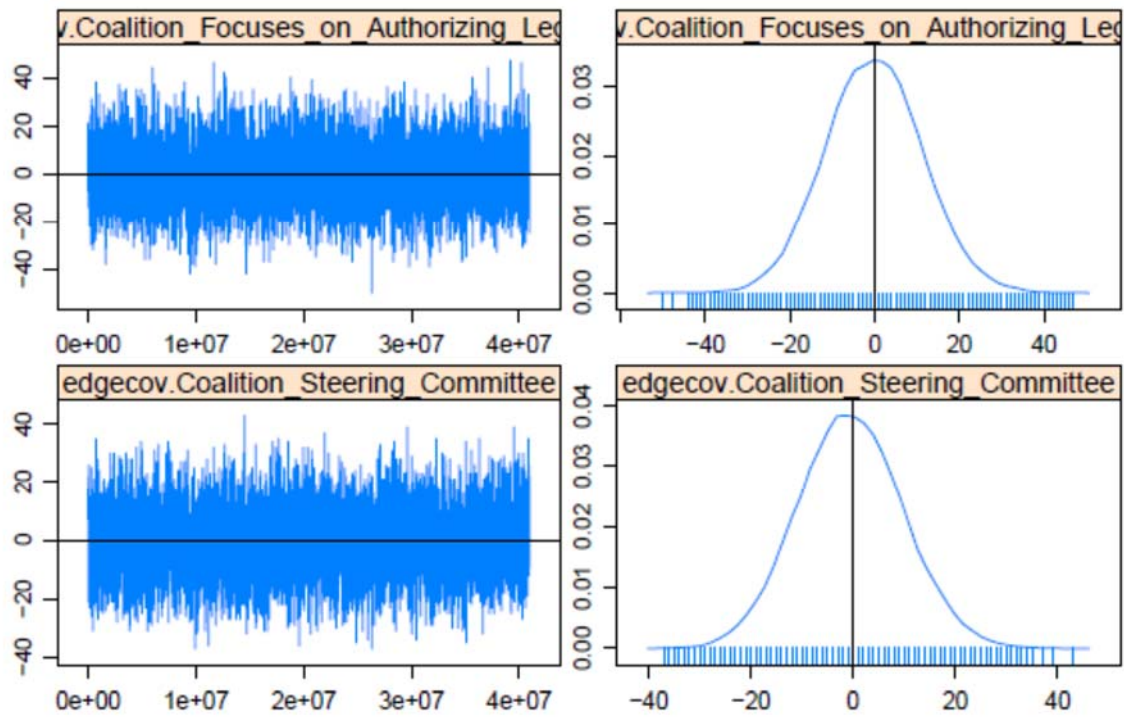 v.Coalition_Focuses_on_Authorizing_Leg
v.Coalition_Focuses_on_Authorizing_Leg
40
20
0
−20
−40
0e+00 1e+07 2e+07 3e+07 4e+07
0.03
0.02
0.01
0.00
−40 −20 0 20 40
edgecov.Coalition_Steering_Committee
edgecov.Coalition_Steering_Committee
40
20
0
−20
−40
0e+00 1e+07 2e+07 3e+07 4e+07
0.04
0.03
0.02
0.01
0.00
−40 −20 0 20 40